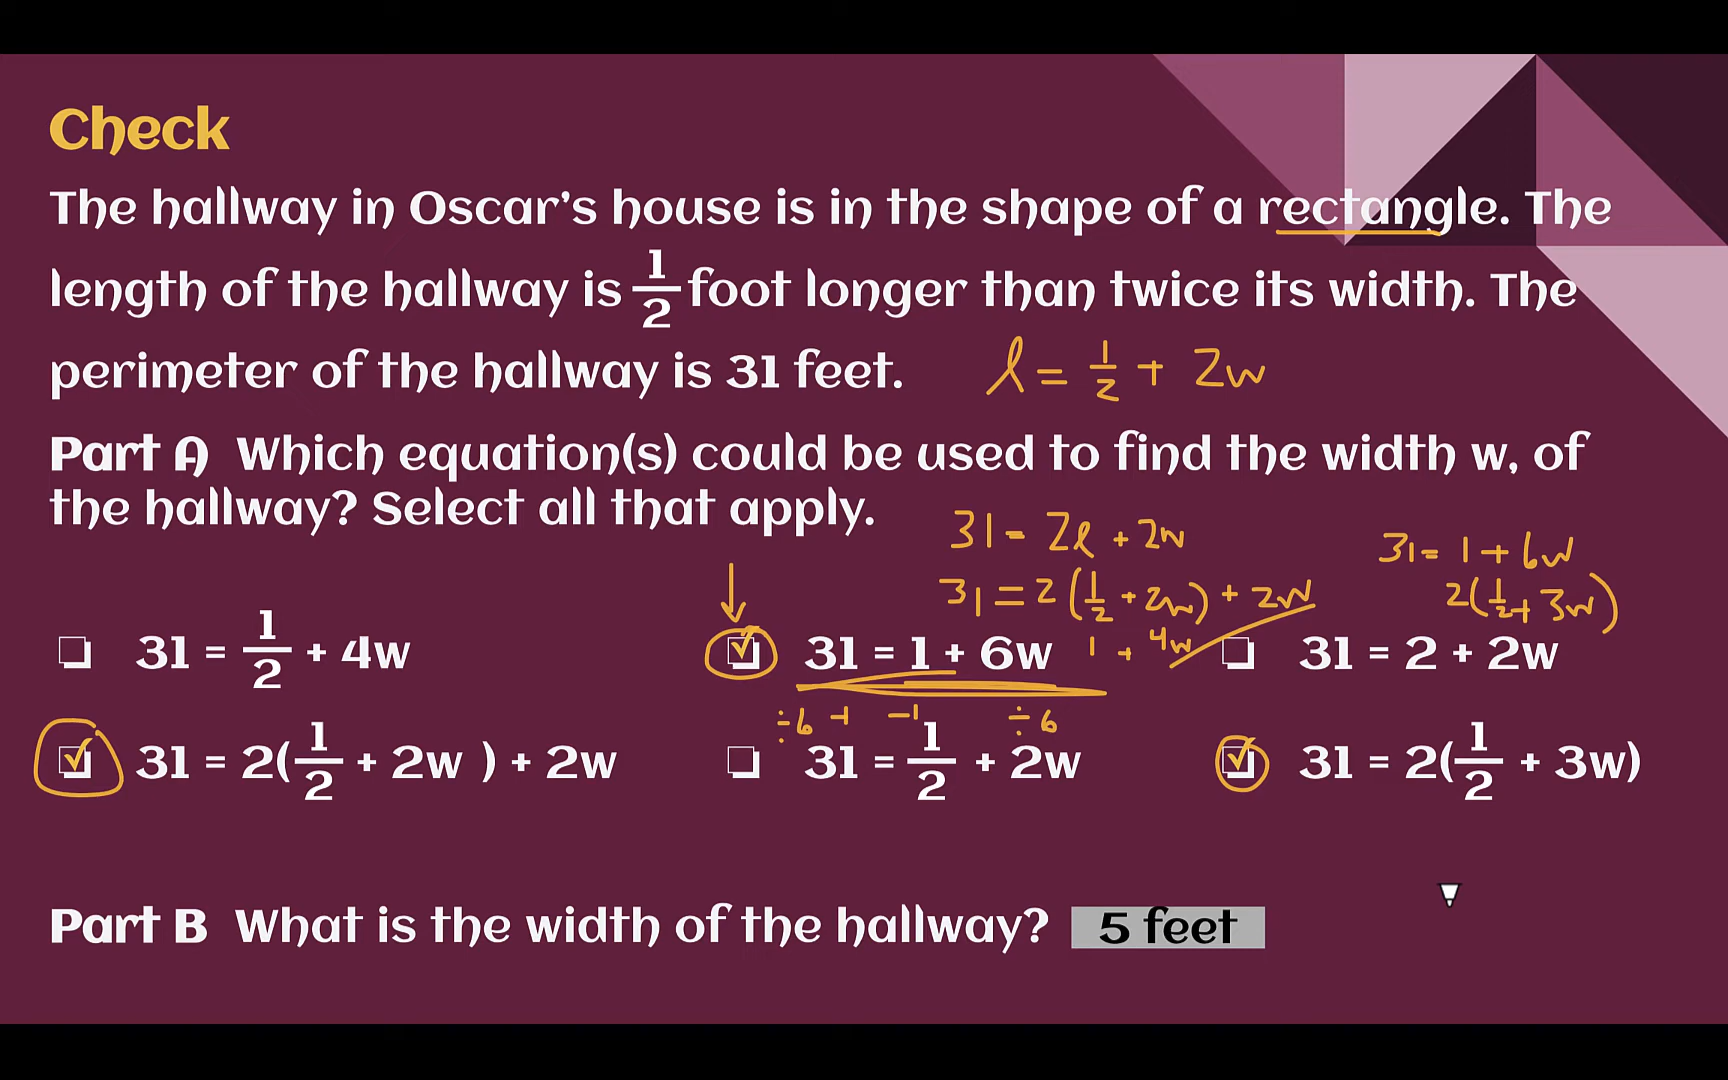 Check
The hallway in Oscar's house is in the shape of a rectangle. The
length of the hallway is 1/2 foot longer than twice its width. The
perimeter of the hallway is 31 feet. l = 1/2 + 2w
Part A Which equation(s) could be used to find the width w, of
the hallway? Select all that apply.
31 = 2l + 2w
31 = 1 + 6w
31 = 2(1/2 + 2w) + 2w
2(1/2 + 3w)
1 + 4w
31 = 1/2 + 4w
31 = 1 + 6w
31 = 2 + 2w
÷6 -1 -1 ÷6
31 = 2(1/2 + 2w ) + 2w
31 = 1/2 + 2w
31 = 2(1/2 + 3w)
Part B What is the width of the hallway? 5 feet